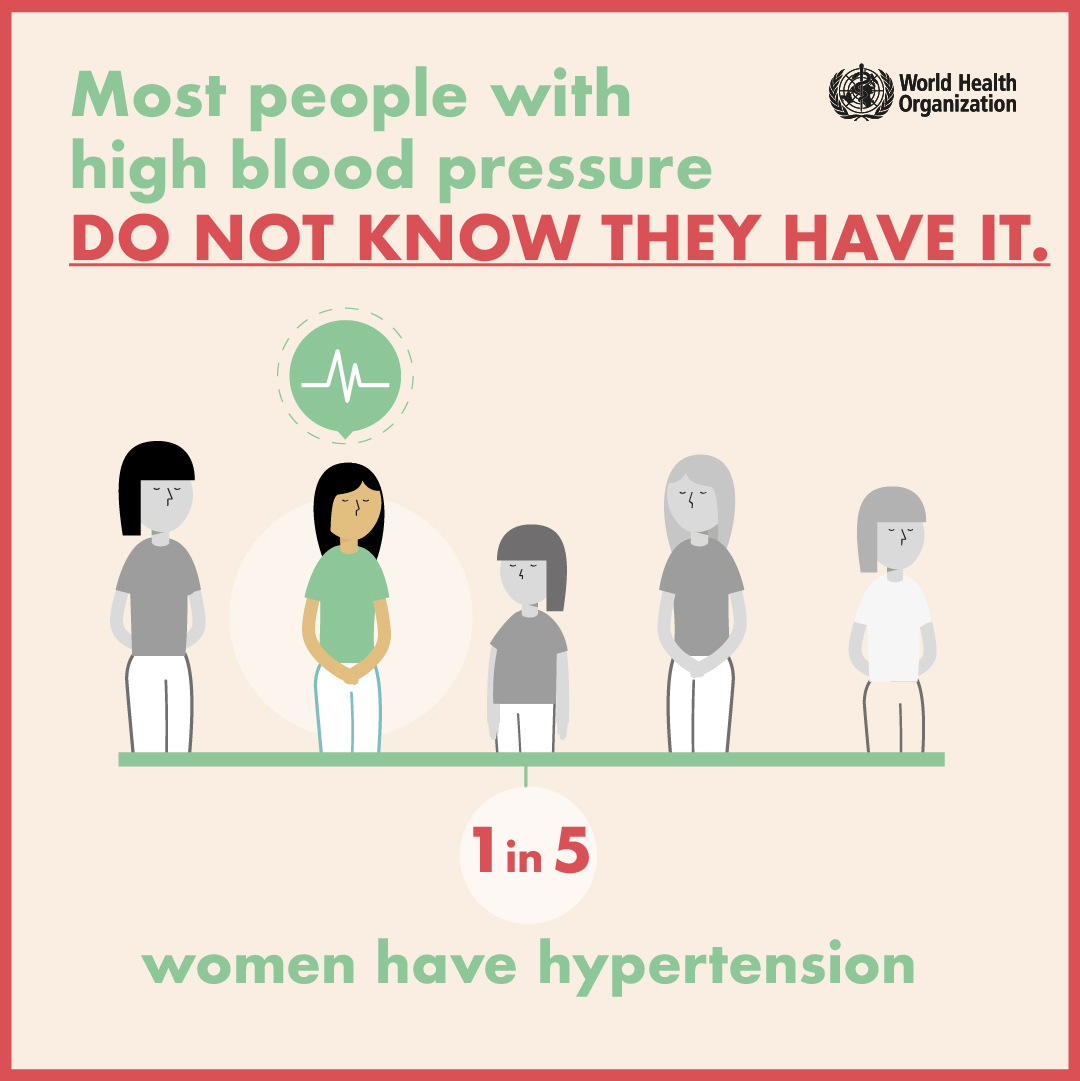 Most people with
high blood pressure
DO NOT KNOW THEY HAVE IT.
World Health
Organization
1 in 5
women have hypertension